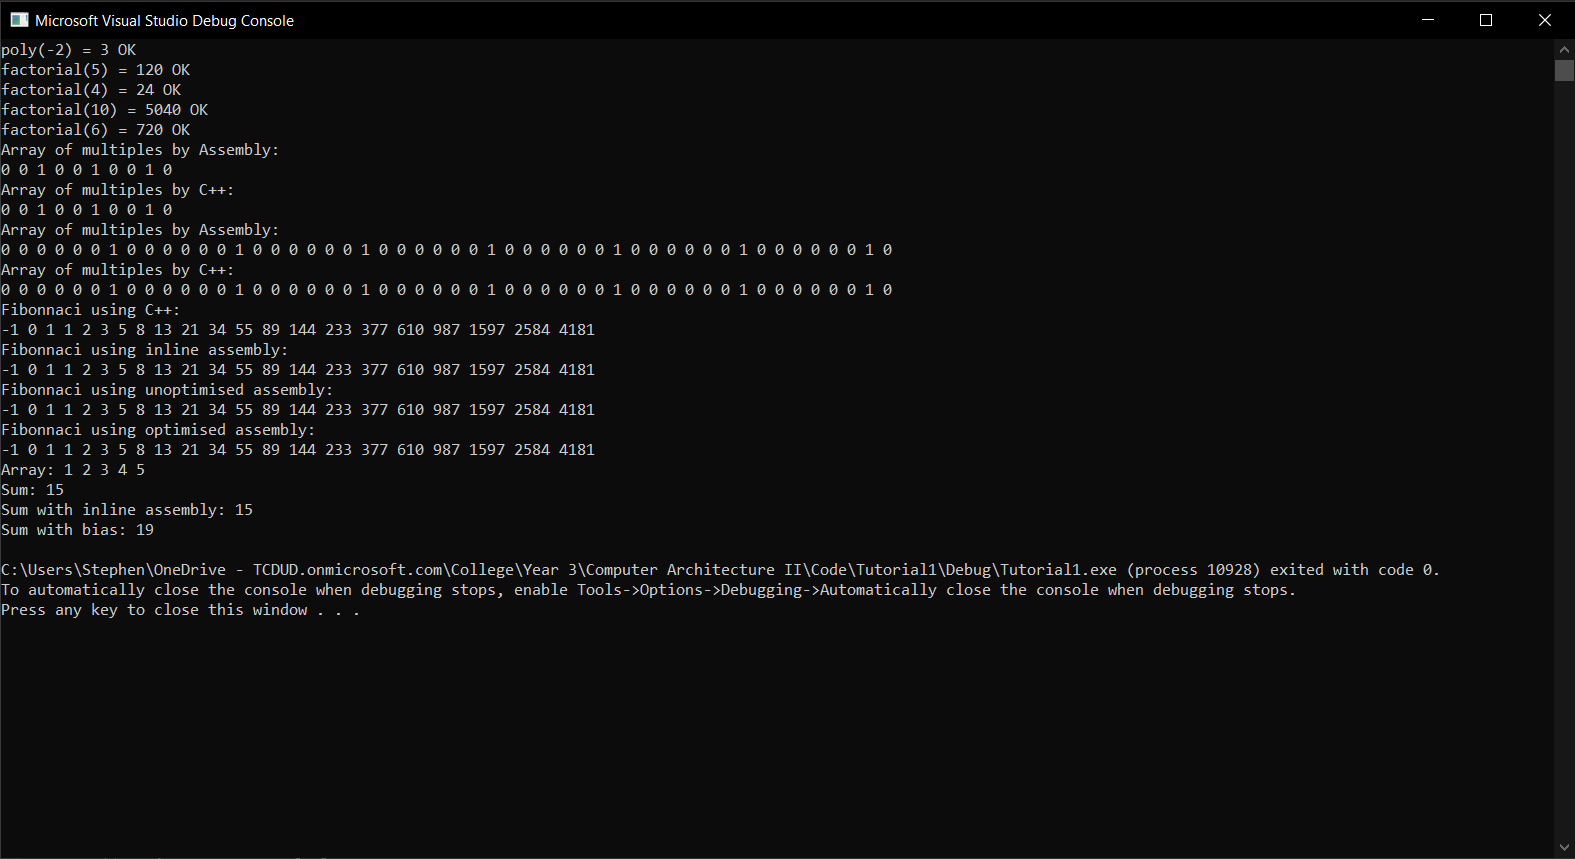 Microsoft Visual Studio Debug Console
poly(-2) = 3 OK
factorial(5) = 120 OK
factorial(4) = 24 OK
factorial(10) = 5040 OK
factorial(6) = 720 OK
Array of multiples by Assembly:
0 0 1 0 0 1 0 0 1 0
Array of multiples by C++:
0 0 1 0 0 1 0 0 1 0
Array of multiples by Assembly:
0 0 0 0 0 0 1 0 0 0 0 0 0 1 0 0 0 0 0 0 1 0 0 0 0 0 0 1 0 0 0 0 0 0 1 0 0 0 0 0 0 1 0 0 0 0 0 0 1 0
Array of multiples by C++:
0 0 0 0 0 0 1 0 0 0 0 0 0 1 0 0 0 0 0 0 1 0 0 0 0 0 0 1 0 0 0 0 0 0 1 0 0 0 0 0 0 1 0 0 0 0 0 0 1 0
Fibonnaci using C++:
-1 0 1 1 2 3 5 8 13 21 34 55 89 144 233 377 610 987 1597 2584 4181
Fibonnaci using inline assembly:
-1 0 1 1 2 3 5 8 13 21 34 55 89 144 233 377 610 987 1597 2584 4181
Fibonnaci using unoptimised assembly:
-1 0 1 1 2 3 5 8 13 21 34 55 89 144 233 377 610 987 1597 2584 4181
Fibonnaci using optimised assembly:
-1 0 1 1 2 3 5 8 13 21 34 55 89 144 233 377 610 987 1597 2584 4181
Array: 1 2 3 4 5
Sum: 15
Sum with inline assembly: 15
Sum with bias: 19
C:\Users\Stephen\OneDrive - TCDUD.onmicrosoft.com\College\Year 3\Computer Architecture II\Code\Tutorial1\Debug\Tutorial1.exe (process 10928) exited with code 0.
To automatically close the console when debugging stops, enable Tools->Options->Debugging->Automatically close the console when debugging stops.
Press any key to close this window . . .